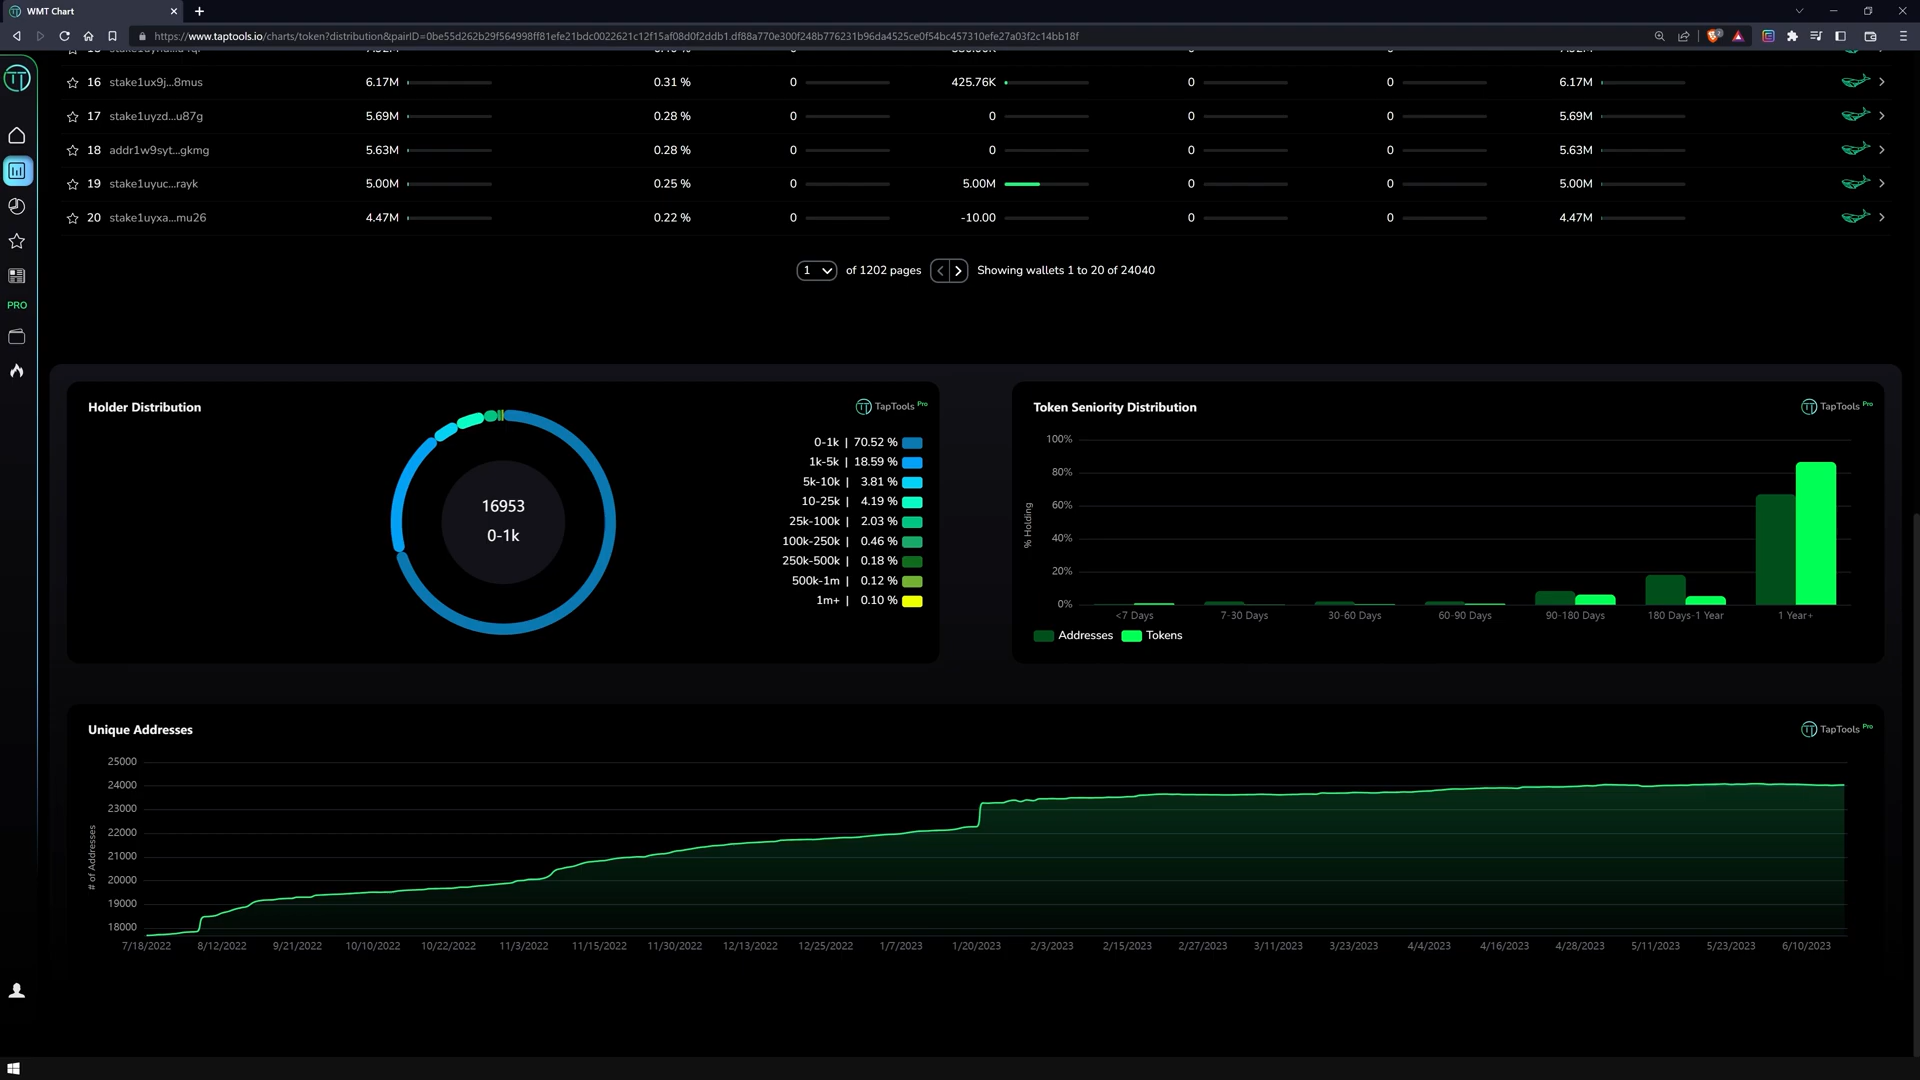 WMT Chart
https://www.taptools.io/charts/token?distribution&pairID=0be55d262b29f564998ff81efe21bdc0022621c12f15af08d0f2ddb1.df88a770e300f248b776231b96da4525ce0f54bc457310efe27a03f2c14bb18f
16 stake1ux9j...8mus 6.17M 0.31 % 0 425.76K 0 0 6.17M
17 stake1uyzd...u87g 5.69M 0.28 % 0 0 0 0 5.69M
18 addr1w9syt...gkmg 5.63M 0.28 % 0 0 0 0 5.63M
19 stake1uyuc...rayk 5.00M 0.25 % 0 5.00M 0 0 5.00M
20 stake1uyxa...mu26 4.47M 0.22 % 0 -10.00 0 0 4.47M
1 of 1202 pages Showing wallets 1 to 20 of 24040
PRO
Holder Distribution
TapTools Pro
16953
0-1k
0-1k | 70.52 %
1k-5k | 18.59 %
5k-10k | 3.81 %
10-25k | 4.19 %
25k-100k | 2.03 %
100k-250k | 0.46 %
250k-500k | 0.18 %
500k-1m | 0.12 %
1m+ | 0.10 %
Token Seniority Distribution
TapTools Pro
100%
80%
60%
40%
20%
0%
% Holding
<7 Days 7-30 Days 30-60 Days 60-90 Days 90-180 Days 180 Days-1 Year 1 Year+
Addresses Tokens
Unique Addresses
TapTools Pro
25000
24000
23000
22000
21000
20000
19000
18000
# of Addresses
7/18/2022 8/12/2022 9/21/2022 10/10/2022 10/22/2022 11/3/2022 11/15/2022 11/30/2022 12/13/2022 12/25/2022 1/7/2023 1/20/2023 2/3/2023 2/15/2023 2/27/2023 3/11/2023 3/23/2023 4/4/2023 4/16/2023 4/28/2023 5/11/2023 5/23/2023 6/10/2023